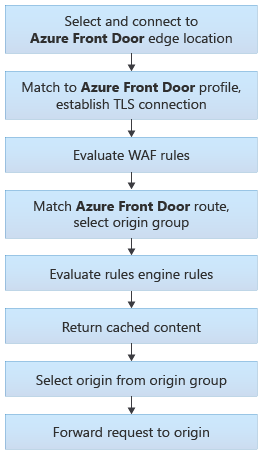 Select and connect to
Azure Front Door edge location
Match to Azure Front Door profile,
establish TLS connection
Evaluate WAF rules
Match Azure Front Door route,
select origin group
Evaluate rules engine rules
Return cached content
Select origin from origin group
Forward request to origin